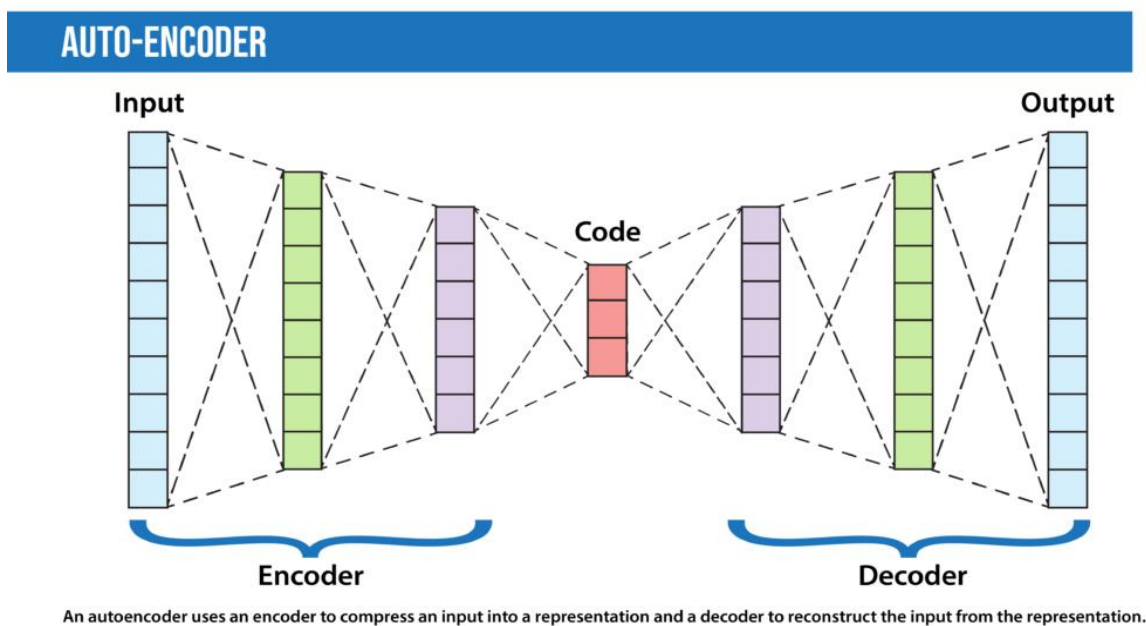 AUTO-ENCODER
Input
Output
Code
Encoder
Decoder
An autoencoder uses an encoder to compress an input into a representation and a decoder to reconstruct the input from the representation.